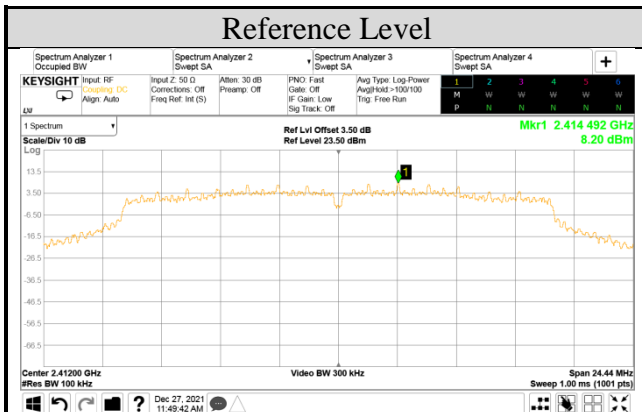 Reference Level
Spectrum Analyzer 1
Occupied BW
Spectrum Analyzer 2
Swept SA
Spectrum Analyzer 3
Swept SA
Spectrum Analyzer 4
Swept SA
+
KEYSIGHT
Input: RF
Coupling: DC
Align: Auto
Input Z: 50 Ω
Corrections: Off
Freq Ref: Int (S)
Atten: 30 dB
Preamp: Off
PNO: Fast
Gate: Off
IF Gain: Low
Sig Track: Off
Avg Type: Log-Power
Avg|Hold:>100/100
Trig: Free Run
1 2 3 4 5 6
M W W W W W
P N N N N N
1 Spectrum
Scale/Div 10 dB
Ref Lvl Offset 3.50 dB
Ref Level 23.50 dBm
Mkr1 2.414 492 GHz
8.20 dBm
Log
1
13.5
3.50
-6.50
-16.5
-26.5
-36.5
-46.5
-56.5
-66.5
Center 2.41200 GHz
#Res BW 100 kHz
Video BW 300 kHz
Span 24.44 MHz
Sweep 1.00 ms (1001 pts)
?
Dec 27, 2021
11:49:42 AM